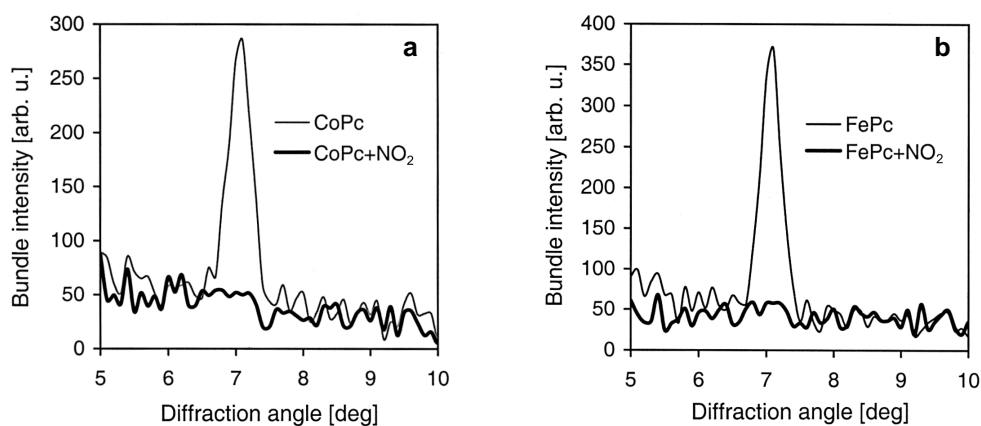 a
Bundle intensity [arb. u.]
300
250
200
150
100
50
0
CoPc
CoPc+NO₂
5 6 7 8 9 10
Diffraction angle [deg]
b
Bundle intensity [arb. u.]
400
350
300
250
200
150
100
50
0
FePc
FePc+NO₂
5 6 7 8 9 10
Diffraction angle [deg]